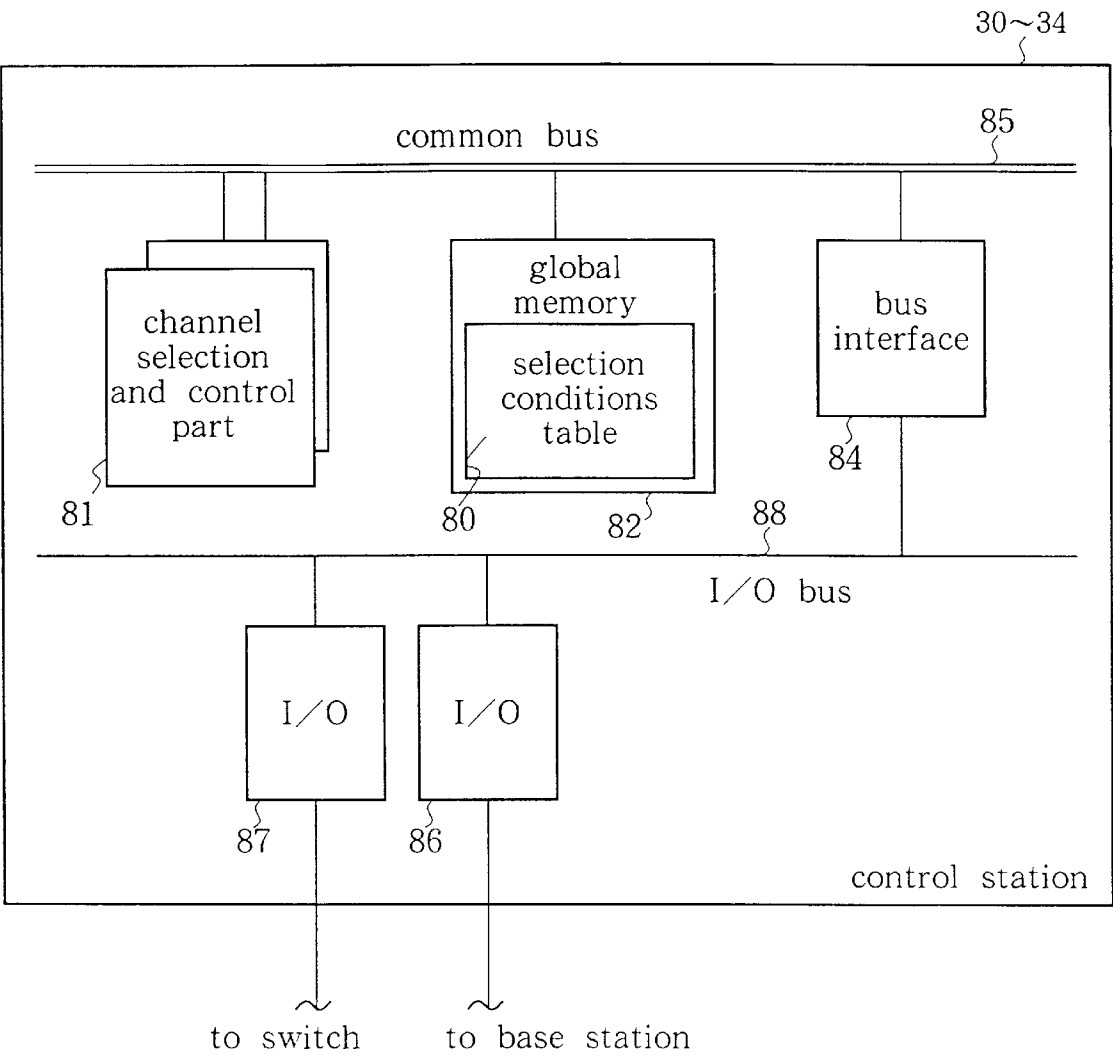 30~34
common bus
85
channel
selection
and control
part
global
memory
selection
conditions
table
bus
interface
81
80
82
84
88
I/O bus
I/O
I/O
87
86
control station
to switch
to base station